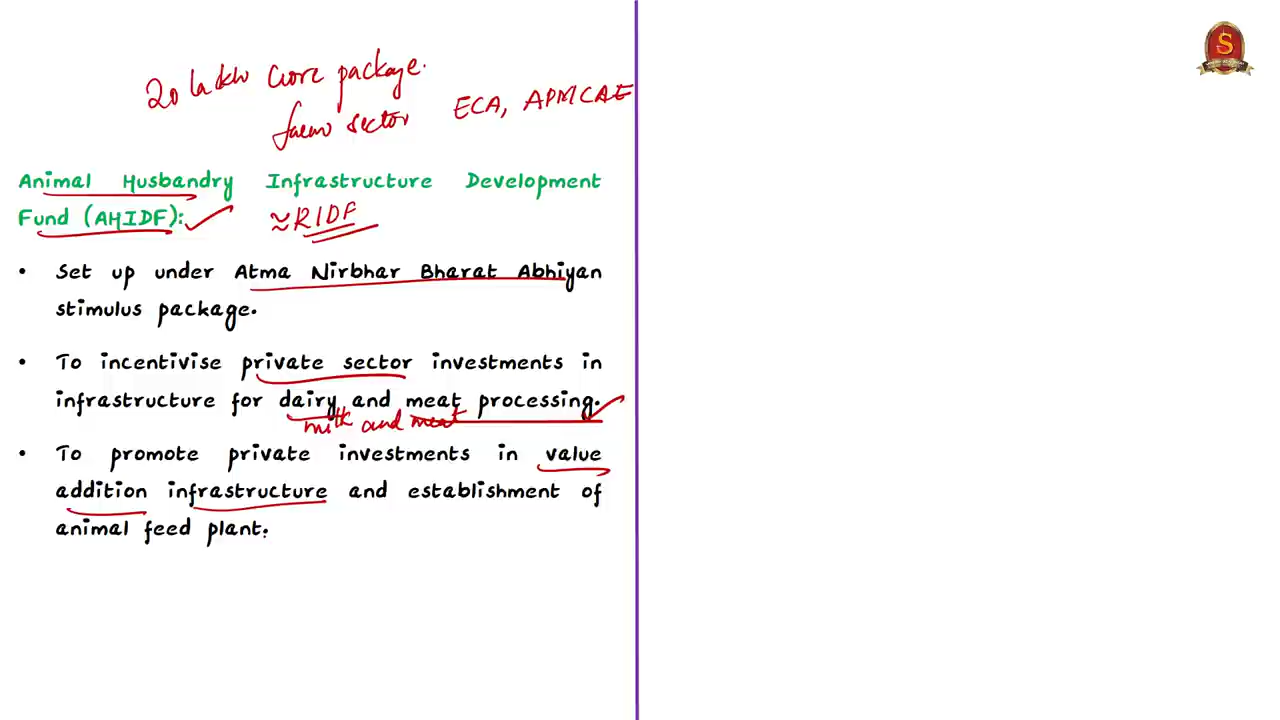 20 lakh Crore package.
farm sector ECA, APMC Act
Animal Husbandry Infrastructure Development
Fund (AHIDF): ≈RIDF
• Set up under Atma Nirbhar Bharat Abhiyan
stimulus package.
• To incentivise private sector investments in
infrastructure for dairy and meat processing.
milk and meat
• To promote private investments in value
addition infrastructure and establishment of
animal feed plant.
S